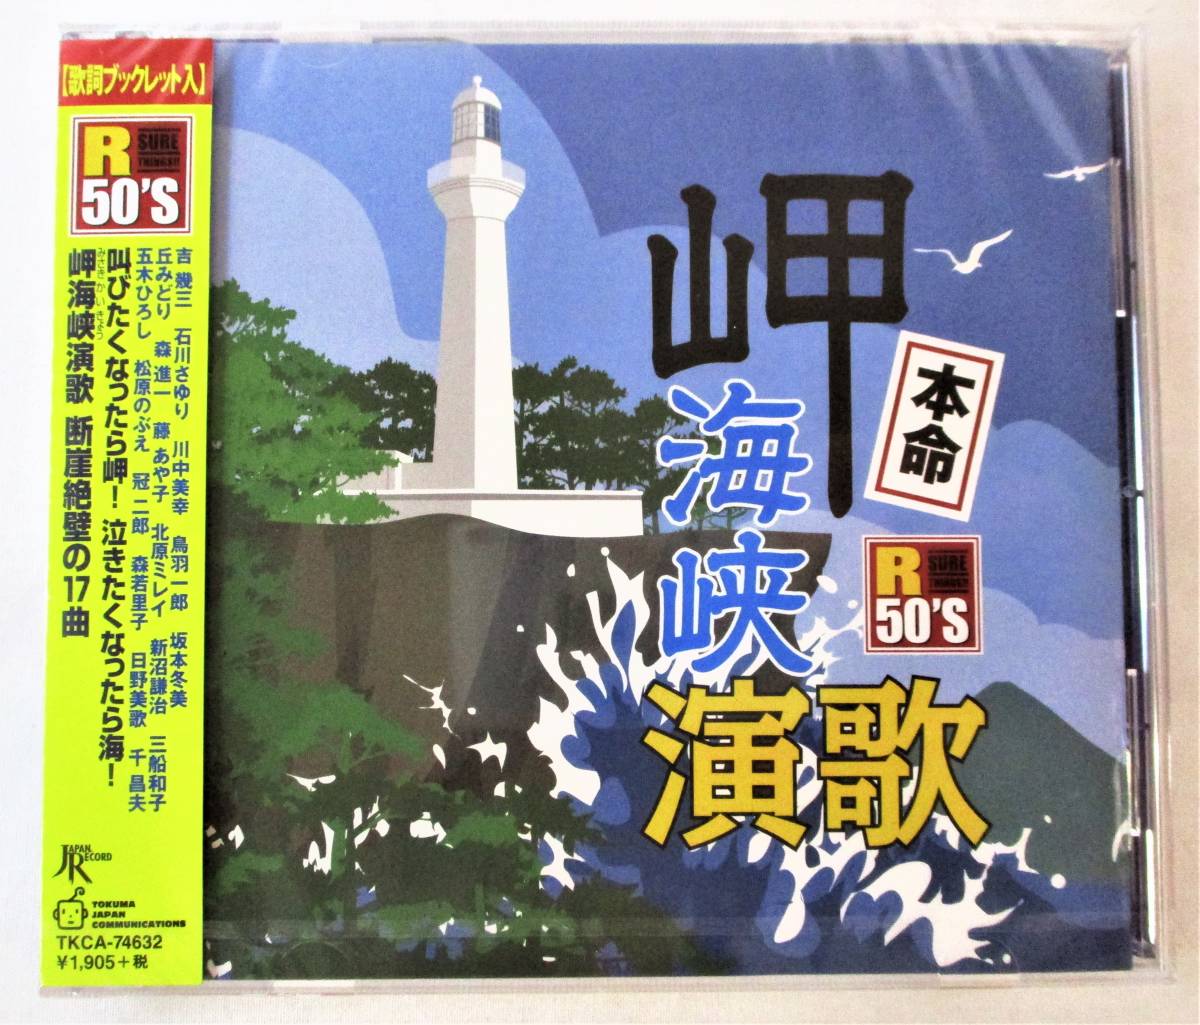 【歌詞ブックレット入】
R
SURE
THINGS!!
50'S
吉 幾三 石川さゆり 川中美幸 鳥羽一郎 坂本冬美
丘みどり 森 進一 藤 あや子 北原ミレイ 新沼謙治 三船和子
五木ひろし 松原のぶえ 冠 二郎 森若里子 日野美歌 千 昌夫
叫びたくなったら岬! 泣きたくなったら海!
みさきかいきょう
岬海峡演歌 断崖絶壁の17曲
JAPAN RECORD
TOKUMA
JAPAN
COMMUNICATIONS
TKCA-74632
¥1,905+税
岬
海峡
演歌
本命
R
SURE
THINGS!!
50'S